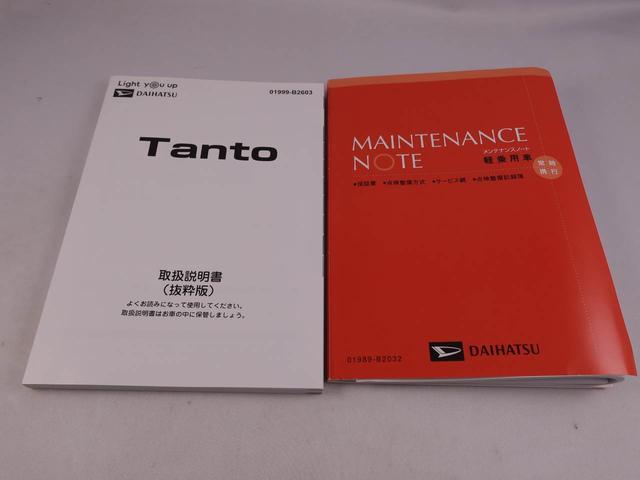 Light you up
DAIHATSU
01999-B2603
Tanto
取扱説明書
(抜粋版)
よくお読みになって使用してください。
取扱説明書はお車の中に保管しましょう。
MAINTENANCE
NOTE
メンテナンスノート
軽乗用車
常時
携行
●保証書 ●点検整備方式 ●サービス網 ●点検整備記録簿
01989-B2032
DAIHATSU